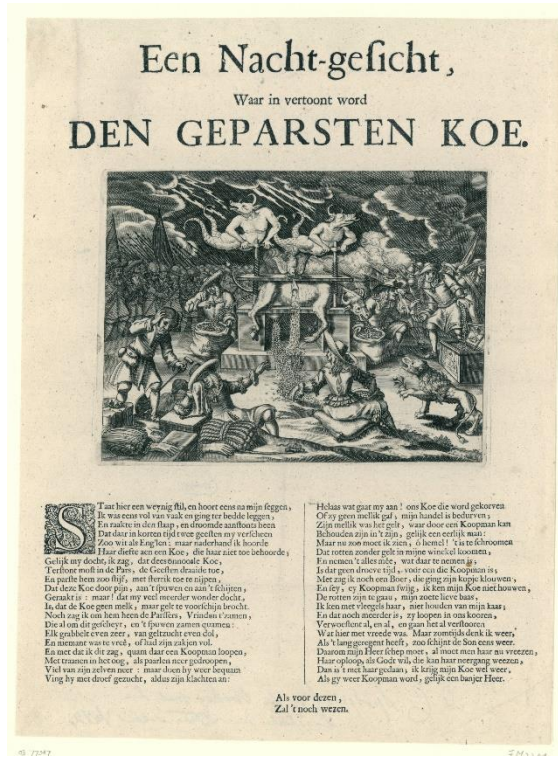 Een Nacht-gesicht,
Waar in vertoont word
DEN GEPARSTEN KOE.
STaat hier een weynig stil, en hoort eens na mijn seggen,
Ik was eens vol van vaak en ging ter bedde leggen,
En raakte in den slaap, en droomde aanstonts heen
Dat daar in korten tijd twee geesten my verscheen
Zoo wit als Englen: maar naderhand ik hoorde
Haar diefte aen een Koe, die haar niet toe behoorde;
Gelijk my docht, ik zag, dat dees onnoosle Koe,
Terstont most in de Pars, de Geesten draaide toe,
En parste hem zoo stijf, met sterrik toe te nijpen,
Dat deze Koe door pijn, aan 't spuwen en aan 't schijten,
Geraakt is: maar! dat my veel meerder wonder docht,
Is, dat de Koe geen melk; maar gelt te voorschijn brocht.
Noch zag ik om hem heen de Parssers, Vrinden t'zamen,
Die al om dit gescheyt, en 't spuwen zamen quamen:
Elk grabbelt even zeer, van geltzucht even dol,
En niemant was te vreê, of had zijn zakjen vol.
En met dat ik dit zag, quam daar een Koopman loopen,
Met traanen in het oog, als paarlen neer gedroopen,
Viel van zijn zelven neer: maar doen hy weer bequam
Ving hy met droef gezucht, aldus zijn klachten an:
Helaas wat gaat my aan! ons Koe die word gekorven
Of zy geen mellik gaf, mijn handel is bedurven;
Zijn mellik was het gelt, waar door een Koopman kan
Behouden zijn in 't zijn, gelijk een eerlijk man:
Maar nu zoo moet ik zien, ô hemel! 't is te schroomen
Dat rotten zonder gelt in mijne winckel koomen,
En nemen 't alles meê, wat daar te nemen is,
Is dat geen droeve tijd, voor een die Koopman is;
Met zag ik noch een Boer, die ging zijn kopje klouwen,
En sey, ey Koopman swijg, ik ken mijn Koe niet houwen,
De rotten zijn te gaau, mijn zoete lieve baas,
Ik ken met vleegels haar, niet houden van mijn kaas;
En dat noch meerder is, zy loopen in ons kooren,
Verwoestent al, en al, en gaan het al verstooren
Wat hier met vreede was. Maar zomtijds denk ik weer,
Als 't lang geregent heeft, zoo schijnt de Son eens weer.
Daarom mijn Heer schep moet, al moet men haar nu vreezen,
Haar oploop, als Godt wil, die kan haar neergang weezen,
Dan is 't met haar gedaan, ik krijg mijn Koe wel weer,
Als gy weer Koopman word, gelijk een banjer Heer.
Als voor dezen,
Zal 't noch wezen.